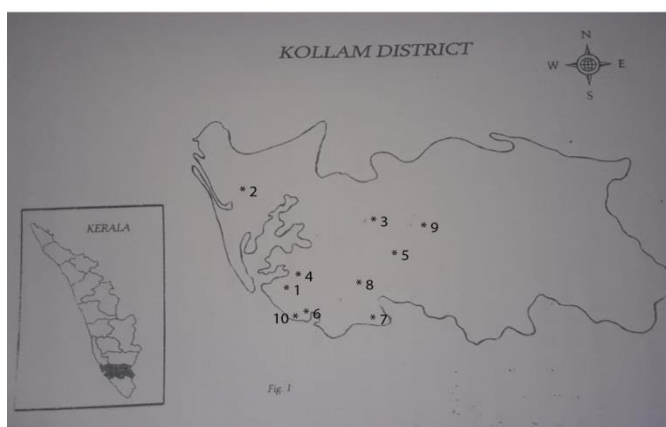 KOLLAM DISTRICT
N
W E
S
* 2
KERALA
* 3
* 9
* 5
* 4
* 8
* 1
10 *
* 6
* 7
Fig. 1